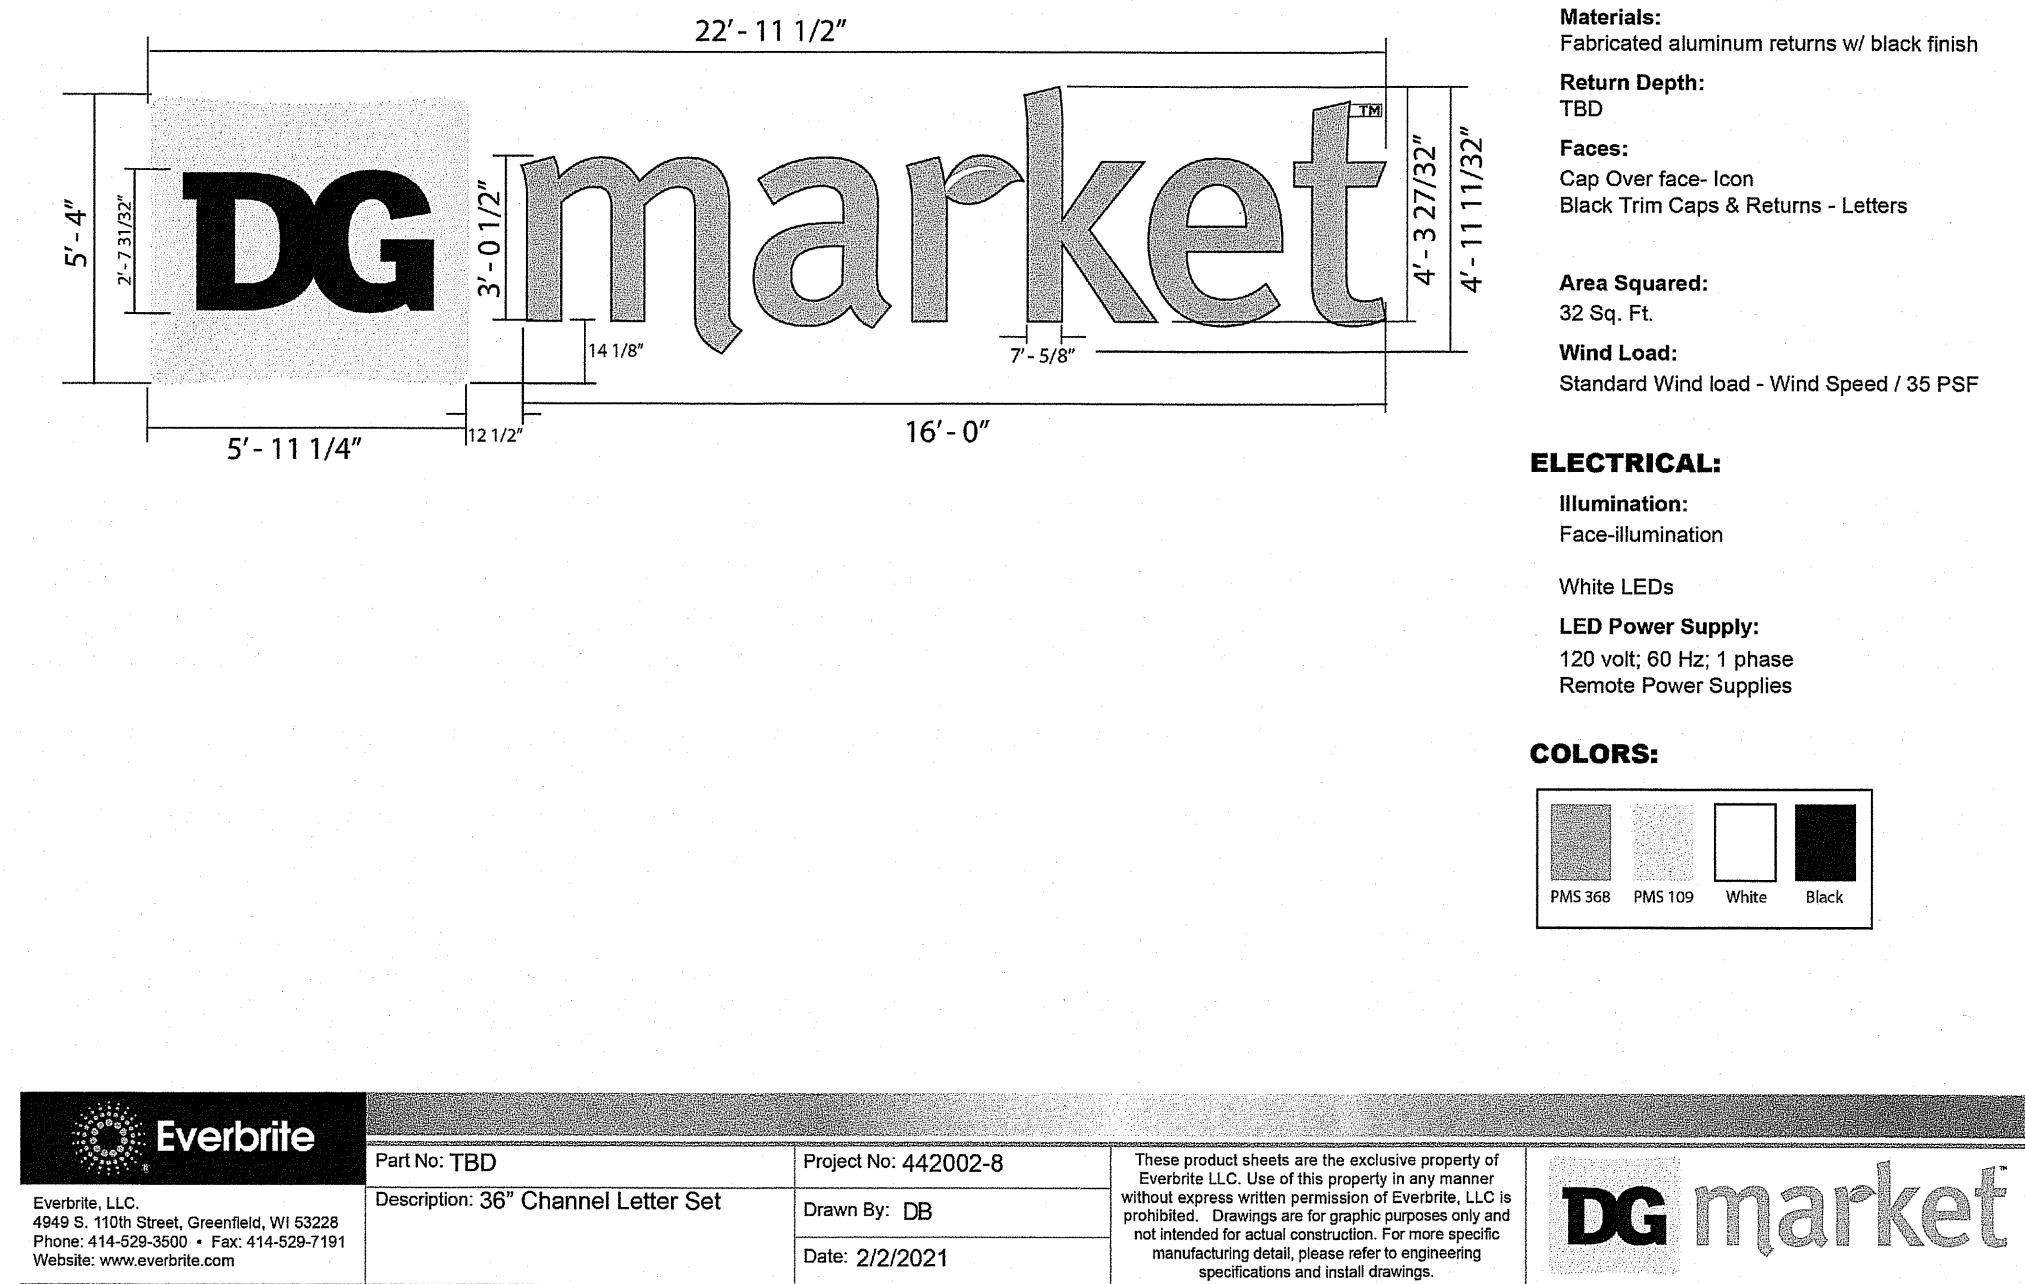 22′ - 11 1/2″
5′ - 4″
2′ - 7 31/32″
DG
3′ - 0 1/2″
market
TM
4′ - 3 27/32″
4′ - 11 11/32″
14 1/8″
7′ - 5/8″
5′ - 11 1/4″
12 1/2″
16′ - 0″
Materials:
Fabricated aluminum returns w/ black finish
Return Depth:
TBD
Faces:
Cap Over face- Icon
Black Trim Caps & Returns - Letters
Area Squared:
32 Sq. Ft.
Wind Load:
Standard Wind load - Wind Speed / 35 PSF
ELECTRICAL:
Illumination:
Face-illumination
White LEDs
LED Power Supply:
120 volt; 60 Hz; 1 phase
Remote Power Supplies
COLORS:
PMS 368 PMS 109 White Black
Everbrite
®
Everbrite, LLC.
4949 S. 110th Street, Greenfield, WI 53228
Phone: 414-529-3500 • Fax: 414-529-7191
Website: www.everbrite.com
Part No: TBD
Description: 36″ Channel Letter Set
Project No: 442002-8
Drawn By: DB
Date: 2/2/2021
These product sheets are the exclusive property of
Everbrite LLC. Use of this property in any manner
without express written permission of Everbrite, LLC is
prohibited. Drawings are for graphic purposes only and
not intended for actual construction. For more specific
manufacturing detail, please refer to engineering
specifications and install drawings.
DG market™